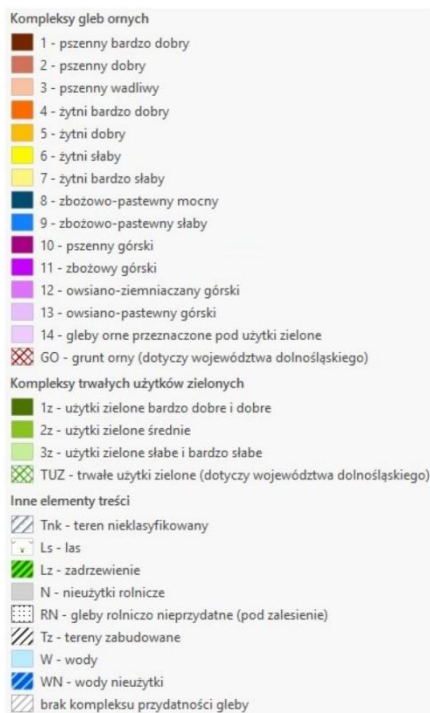 Kompleksy gleb ornych
1 - pszenny bardzo dobry
2 - pszenny dobry
3 - pszenny wadliwy
4 - żytni bardzo dobry
5 - żytni dobry
6 - żytni słaby
7 - żytni bardzo słaby
8 - zbożowo-pastewny mocny
9 - zbożowo-pastewny słaby
10 - pszenny górski
11 - zbożowy górski
12 - owsiano-ziemniaczany górski
13 - owsiano-pastewny górski
14 - gleby orne przeznaczone pod użytki zielone
GO - grunt orny (dotyczy województwa dolnośląskiego)
Kompleksy trwałych użytków zielonych
1z - użytki zielone bardzo dobre i dobre
2z - użytki zielone średnie
3z - użytki zielone słabe i bardzo słabe
TUZ - trwałe użytki zielone (dotyczy województwa dolnośląskiego)
Inne elementy treści
Tnk - teren nieklasyfikowany
Ls - las
Lz - zadrzewienie
N - nieużytki rolnicze
RN - gleby rolniczo nieprzydatne (pod zalesienie)
Tz - tereny zabudowane
W - wody
WN - wody nieużytki
brak kompleksu przydatności gleby